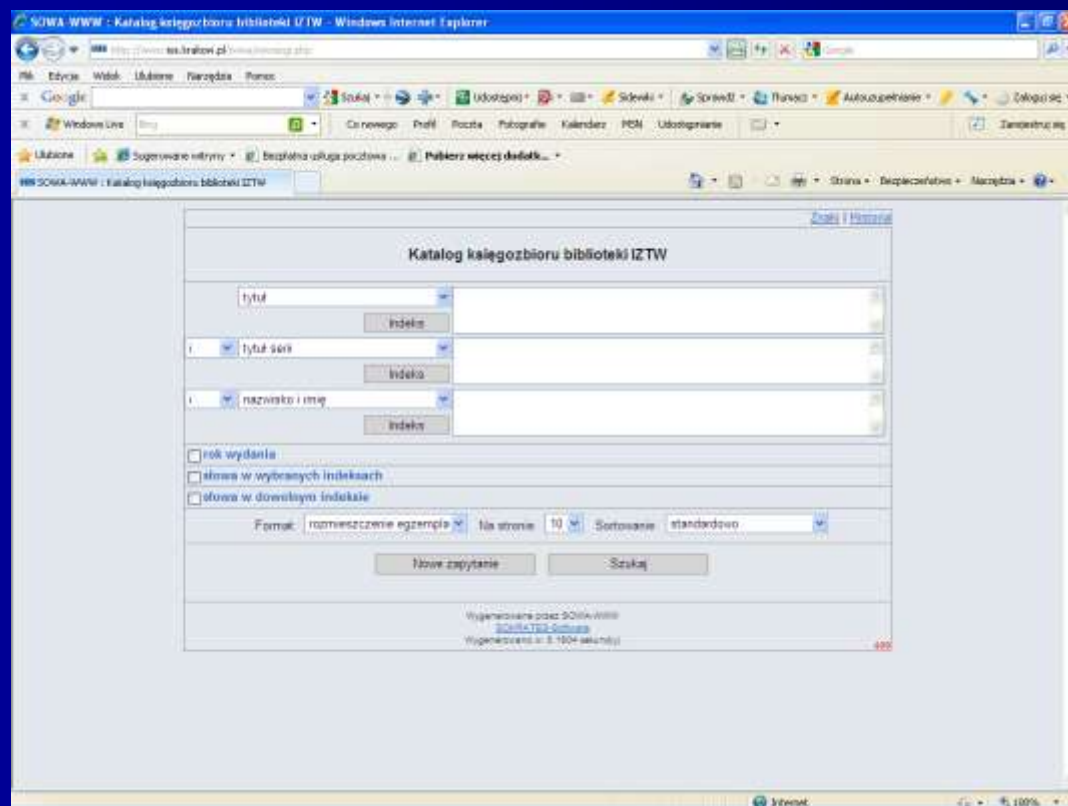 SOWA-WWW : Katalog księgozbioru biblioteki IZTW - Windows Internet Explorer
Plik Edycja Widok Ulubione Narzędzia Pomoc
Google Szukaj Udostępnij Sidewiki Sprawdź Tłumacz Autouzupełnianie Zaloguj się
Windows Live Bing Co nowego Profil Poczta Fotografie Kalendarz MSN Udostępnianie
Ulubione Sugerowane witryny Bezpłatna usługa pocztowa ... Pobierz więcej dodatk...
SOWA-WWW : Katalog księgozbioru biblioteki IZTW Strona Bezpieczeństwo Narzędzia
Znaki | Historia
Katalog księgozbioru biblioteki IZTW
tytuł
Indeks
i tytuł serii
Indeks
i nazwisko i imię
Indeks
rok wydania
słowa w wybranych indeksach
słowa w dowolnym indeksie
Format rozmieszczenie egzempla Na stronie 10 Sortowanie standardowo
Nowe zapytanie Szukaj
Wygenerowane przez SOWA-WWW
SOKRATES-Software
Internet 100%